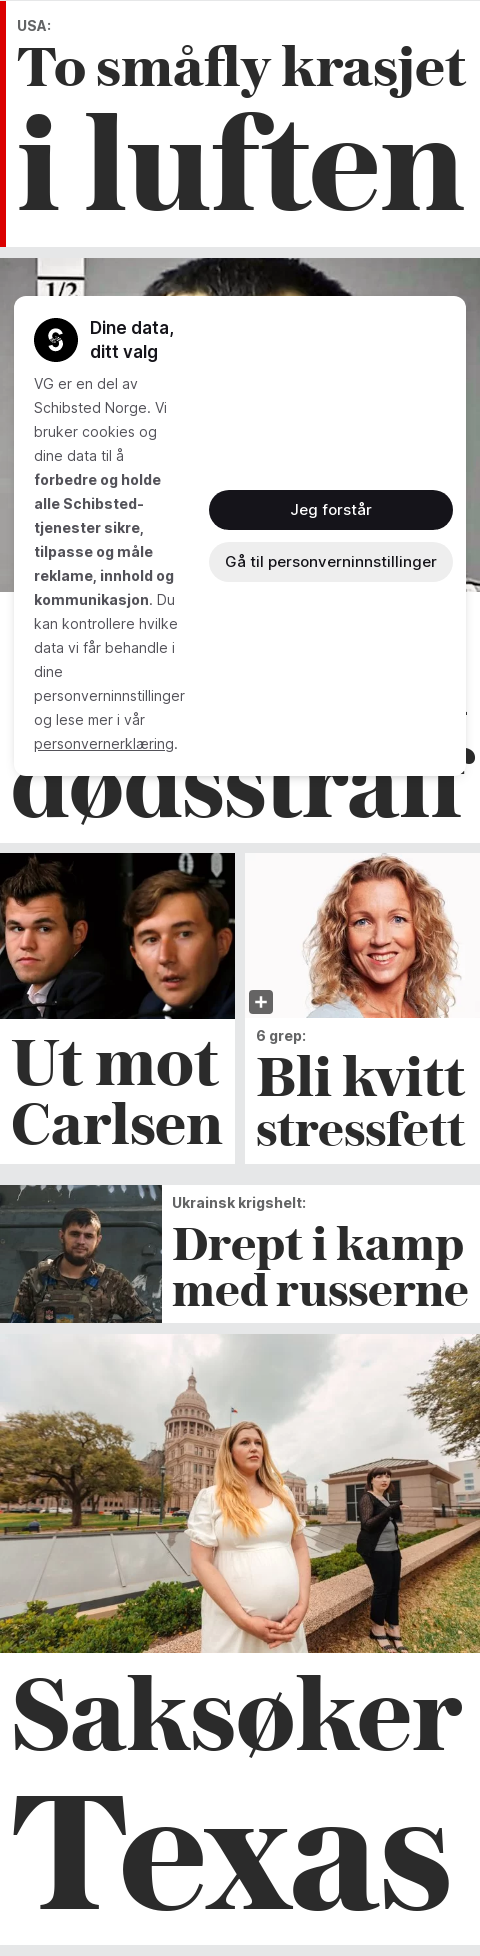 USA:
To småfly krasjet
i luften
1/2
Dine data,
ditt valg
VG er en del av
Schibsted Norge. Vi
bruker cookies og
dine data til å
forbedre og holde
alle Schibsted-
tjenester sikre,
tilpasse og måle
reklame, innhold og
kommunikasjon. Du
kan kontrollere hvilke
data vi får behandle i
dine
personverninnstillinger
og lese mer i vår
personvernerklæring.
Jeg forstår
Gå til personverninnstillinger
dødsstraff
Ut mot
Carlsen
6 grep:
Bli kvitt
stressfett
Ukrainsk krigshelt:
Drept i kamp
med russerne
Saksøker
Texas